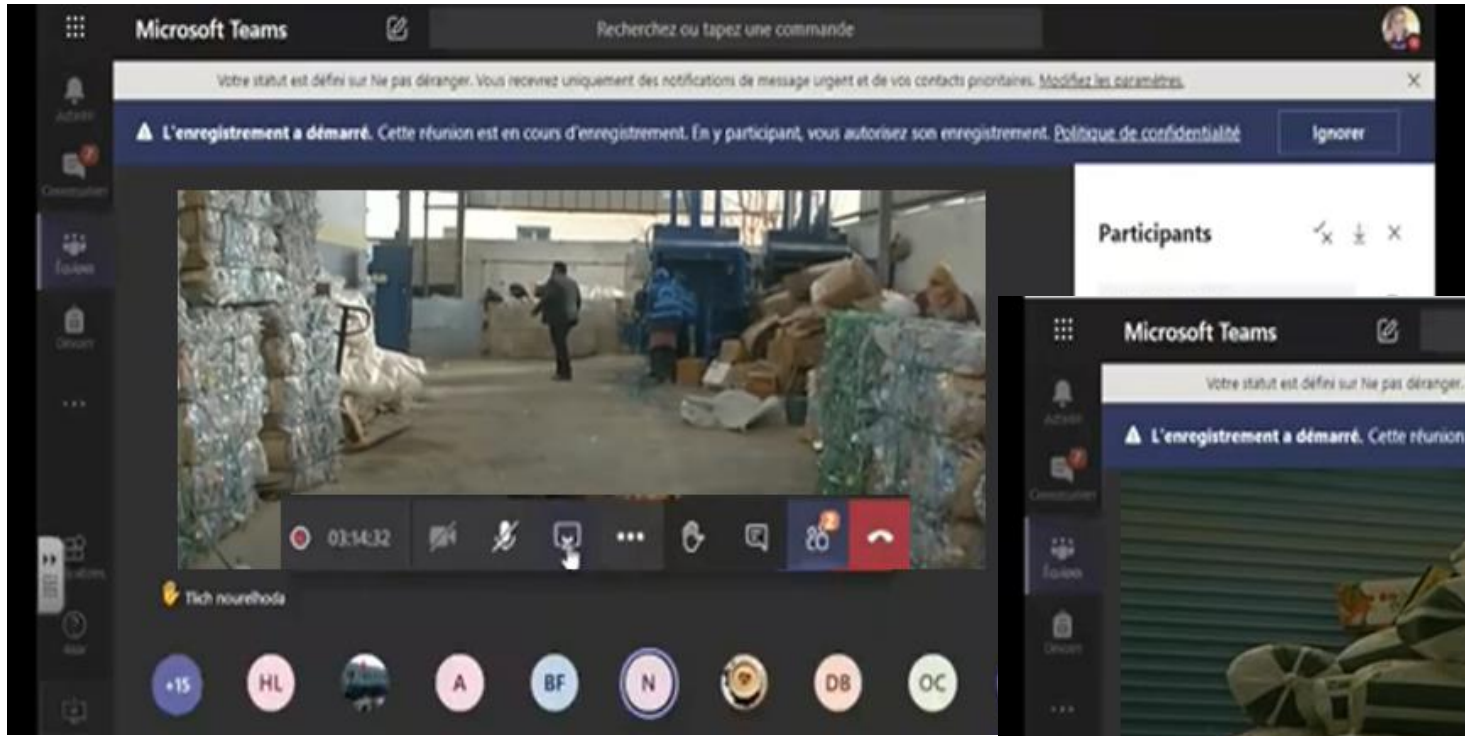 Microsoft Teams
Recherchez ou tapez une commande
Votre statut est défini sur Ne pas déranger. Vous recevrez uniquement des notifications de message urgent et de vos contacts prioritaires. Modifiez les paramètres.
L'enregistrement a démarré. Cette réunion est en cours d'enregistrement. En y participant, vous autorisez son enregistrement. Politique de confidentialité
Ignorer
7
Participants
03:14:32
2
Tlich nourelhoda
+15
HL
A
BF
N
DB
OC
Microsoft Teams
Votre statut est défini sur Ne pas déranger.
L'enregistrement a démarré. Cette réunion
7